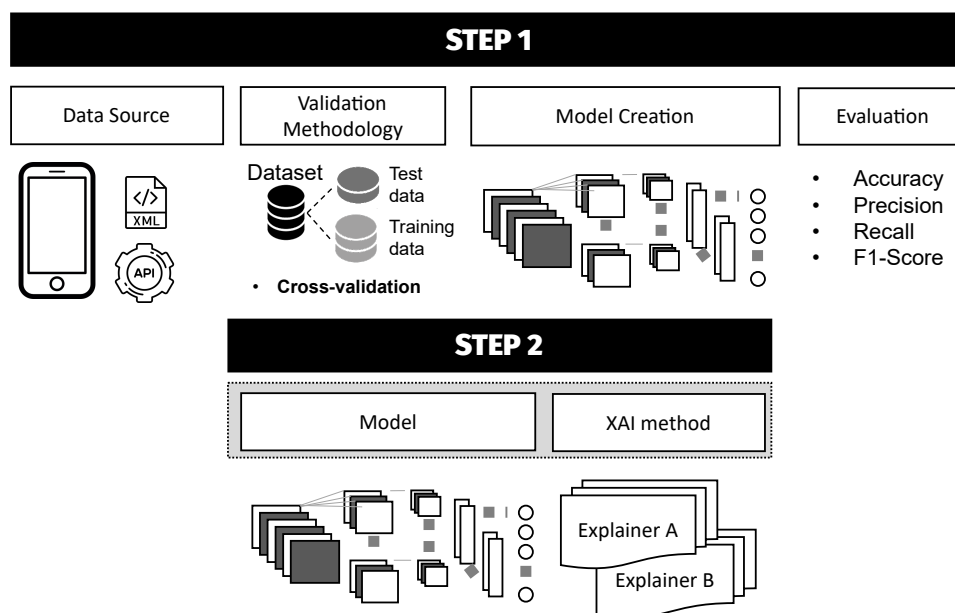 STEP 1
Data Source
Validation
Methodology
Model Creation
Evaluation
</>
XML
API
Dataset
Test
data
Training
data
• Cross-validation
• Accuracy
• Precision
• Recall
• F1-Score
STEP 2
Model
XAI method
Explainer A
Explainer B